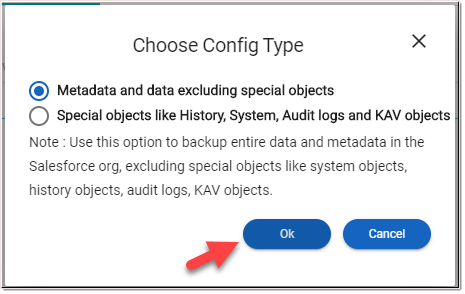 Choose Config Type
Metadata and data excluding special objects
Special objects like History, System, Audit logs and KAV objects
Note : Use this option to backup entire data and metadata in the
Salesforce org, excluding special objects like system objects,
history objects, audit logs, KAV objects.
Ok
Cancel